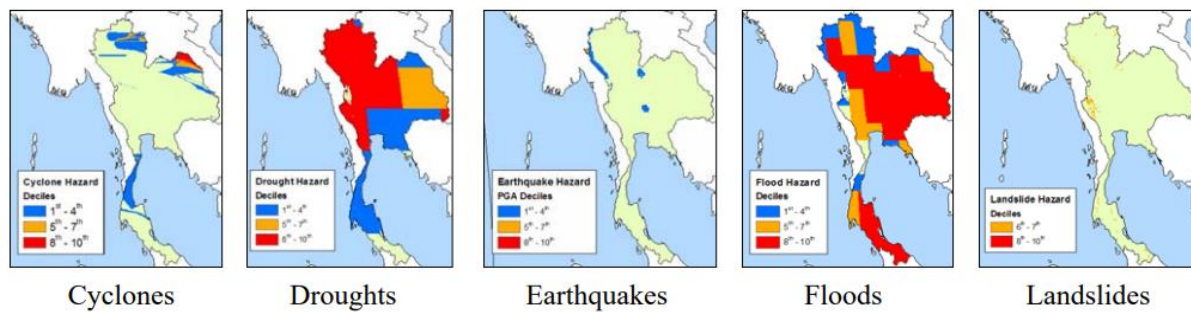 Cyclone Hazard
Deciles
1st - 4th
5th - 7th
8th - 10th
Drought Hazard
Deciles
1st - 4th
5th - 7th
8th - 10th
Earthquake Hazard
PGA Deciles
1st - 4th
5th - 7th
8th - 10th
Flood Hazard
Deciles
1st - 4th
5th - 7th
8th - 10th
Landslide Hazard
Deciles
6th - 7th
8th - 10th
Cyclones
Droughts
Earthquakes
Floods
Landslides